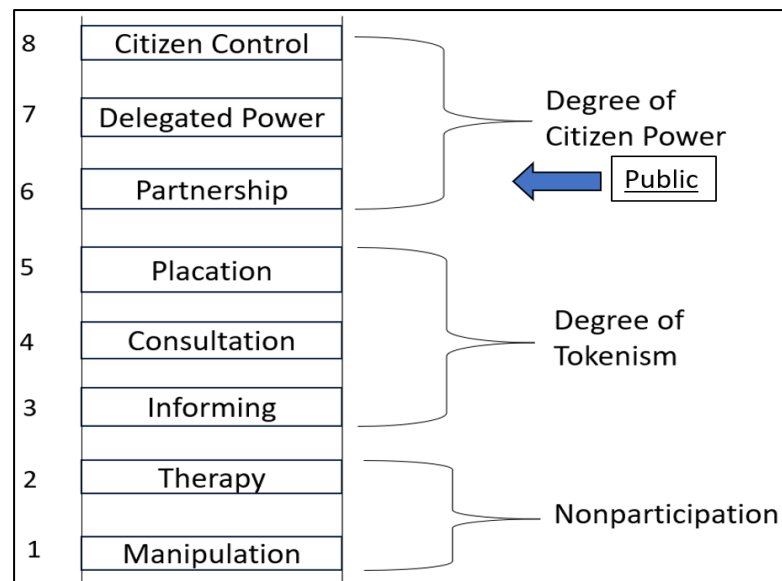 8 Citizen Control
7 Delegated Power
6 Partnership
5 Placation
4 Consultation
3 Informing
2 Therapy
1 Manipulation
Degree of
Citizen Power
Public
Degree of
Tokenism
Nonparticipation